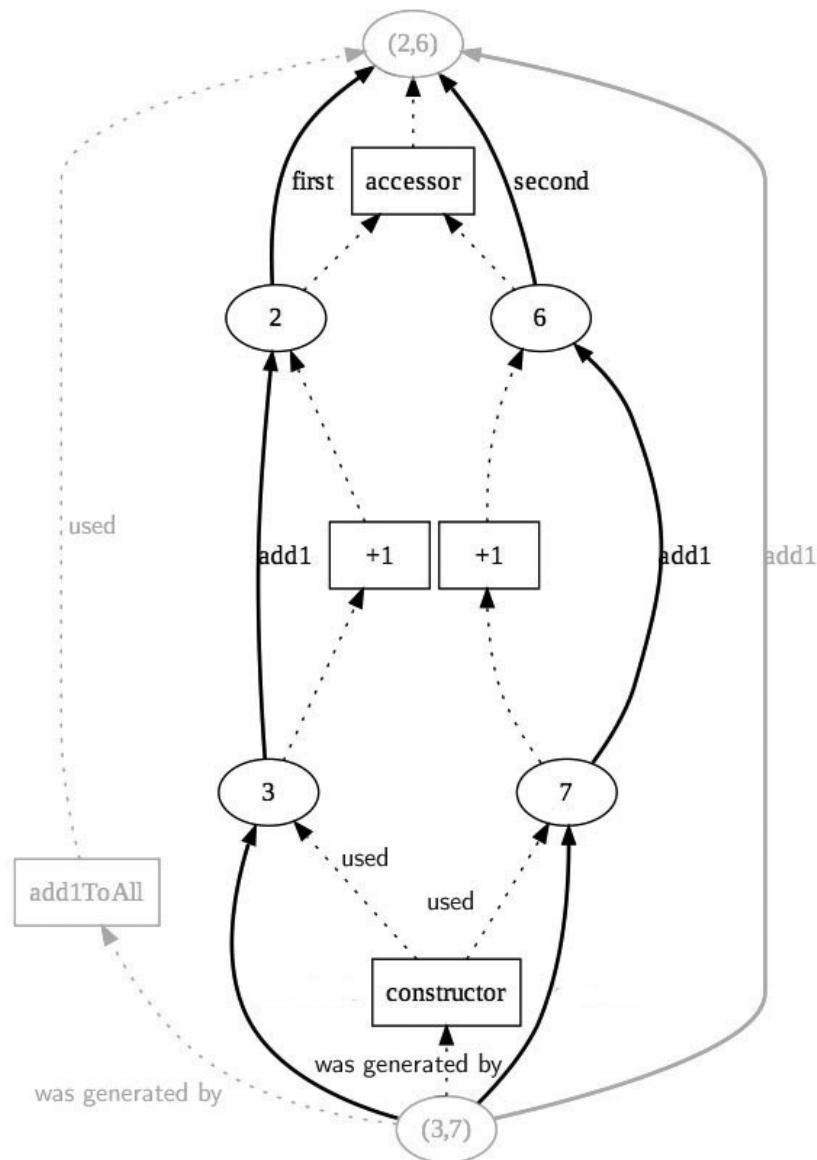 (2,6)
first
accessor
second
2
6
used
add1
+1
+1
add1
add1
3
7
used
add1ToAll
used
constructor
was generated by
was generated by
(3,7)